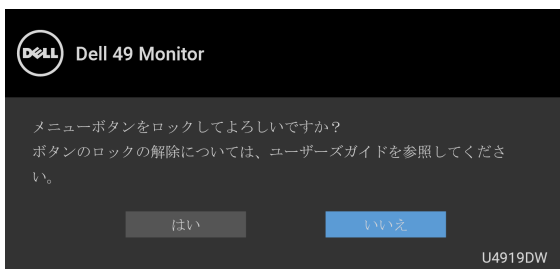 DELL Dell 49 Monitor
メニューボタンをロックしてよろしいですか？
ボタンのロックの解除については、ユーザーズガイドを参照してくださ
い。
はい いいえ
U4919DW